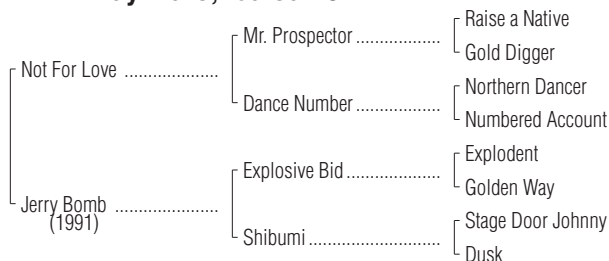 Raise a Native
Mr. Prospector ...................
Gold Digger
Not For Love .....................
Northern Dancer
Dance Number .................
Numbered Account
Explodent
Explosive Bid .....................
Golden Way
Jerry Bomb .......................
(1991)
Stage Door Johnny
Shibumi .............................
Dusk